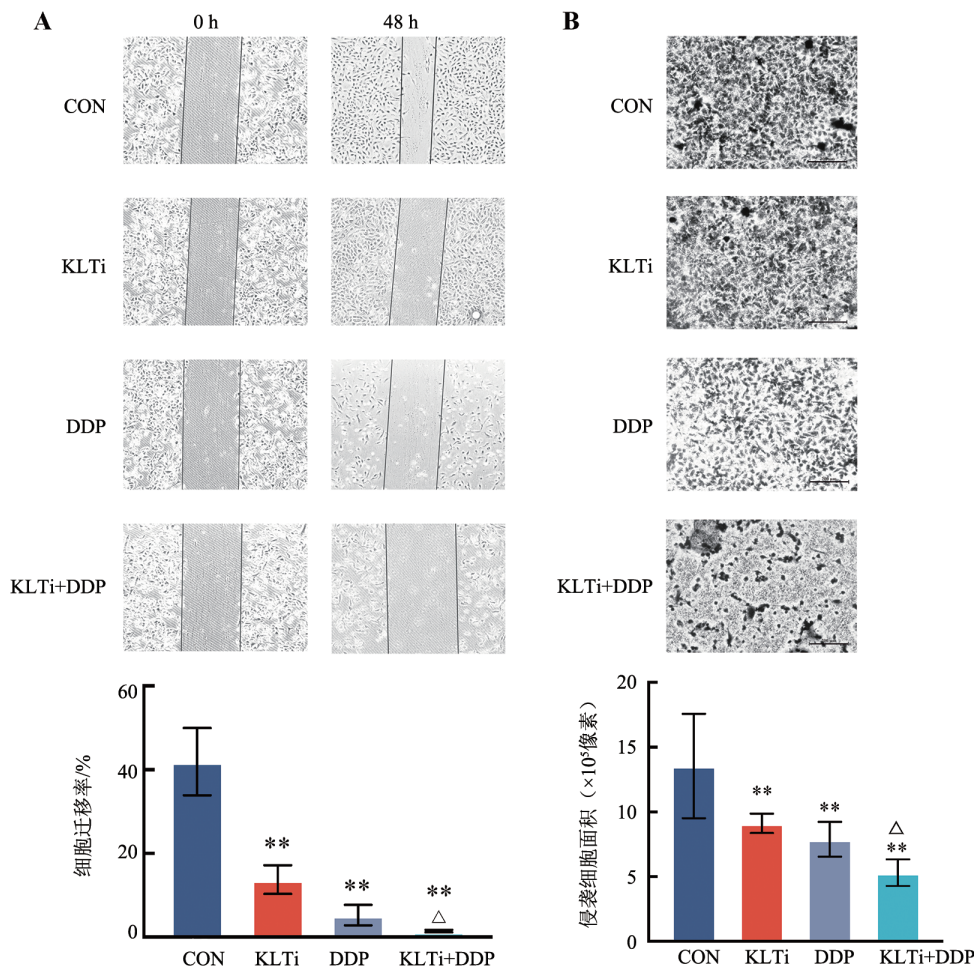 A
0 h
48 h
CON
KLTi
DDP
KLTi+DDP
细胞迁移率/%
60
40
20
0
**
**
**
△
CON
KLTi
DDP
KLTi+DDP
B
CON
KLTi
DDP
KLTi+DDP
侵袭细胞面积（×10⁵像素）
20
15
10
5
0
**
**
△
**
CON
KLTi
DDP
KLTi+DDP